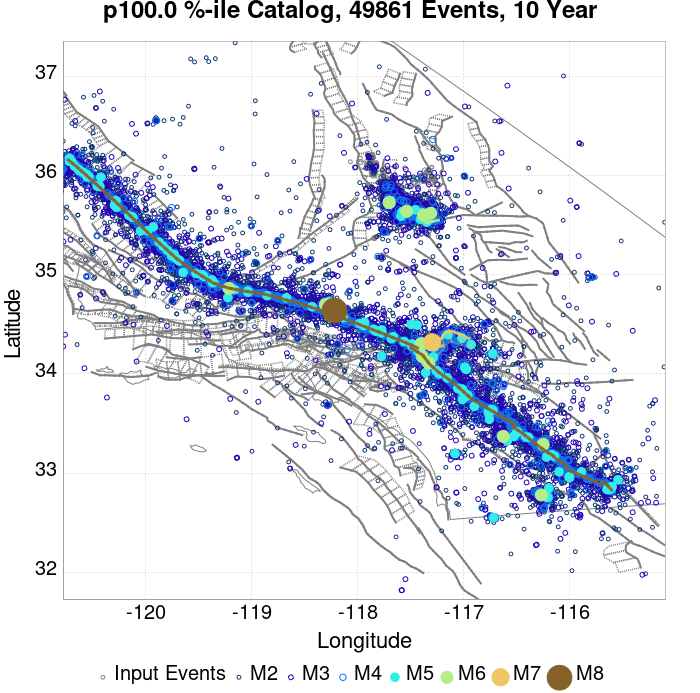 p100.0 %-ile Catalog, 49861 Events, 10 Year
37
36
35
34
33
32
Latitude
-120 -119 -118 -117 -116
Longitude
Input Events M2 M3 M4 M5 M6 M7 M8